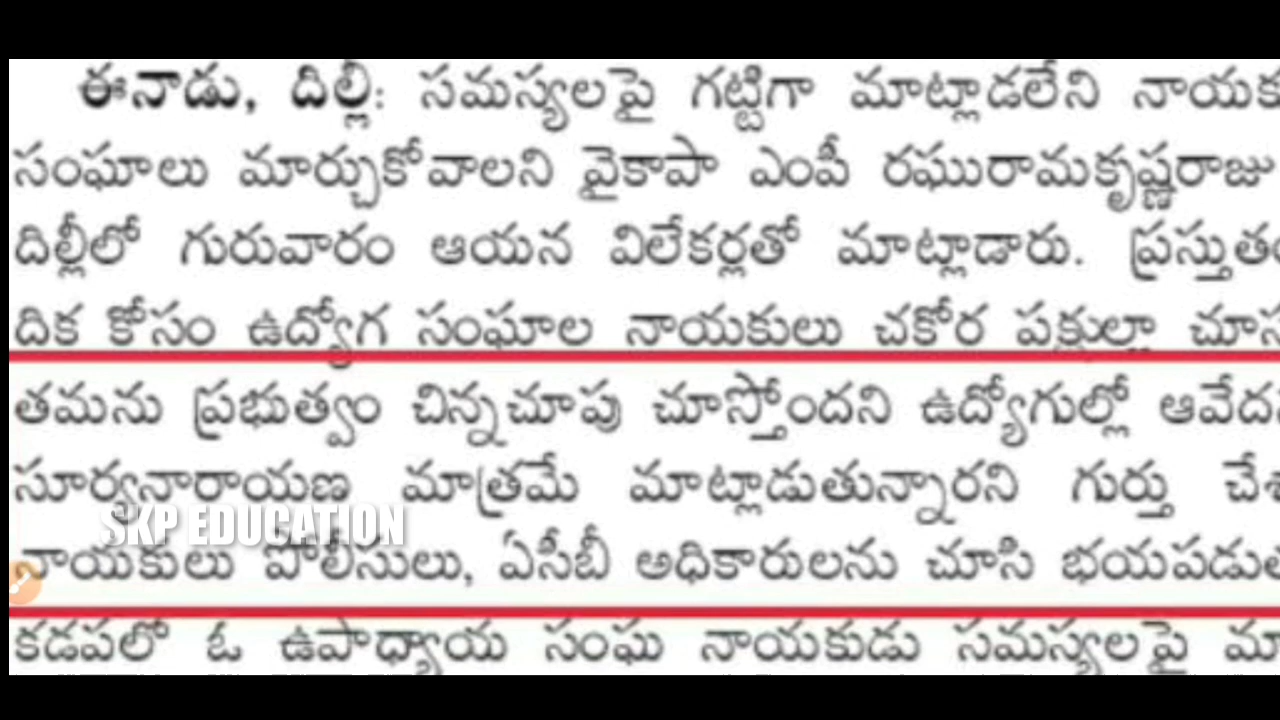 ఈనాడు, దిల్లీ: సమస్యలపై గట్టిగా మాట్లాడలేని నాయక
సంఘాలు మార్చుకోవాలని వైకాపా ఎంపీ రఘురామకృష్ణరాజు
దిల్లీలో గురువారం ఆయన విలేకర్లతో మాట్లాడారు. ప్రస్తుత
దిక కోసం ఉద్యోగ సంఘాల నాయకులు చకోర పక్షుల్లా చూస
తమను ప్రభుత్వం చిన్నచూపు చూస్తోందని ఉద్యోగుల్లో ఆవేద
సూర్యనారాయణ మాత్రమే మాట్లాడుతున్నారని గుర్తు చేశ
SKP EDUCATION
నాయకులు పోలీసులు, ఏసీబీ అధికారులను చూసి భయపడుత
కడపలో ఓ ఉపాధ్యాయ సంఘ నాయకుడు సమస్యలపై మా